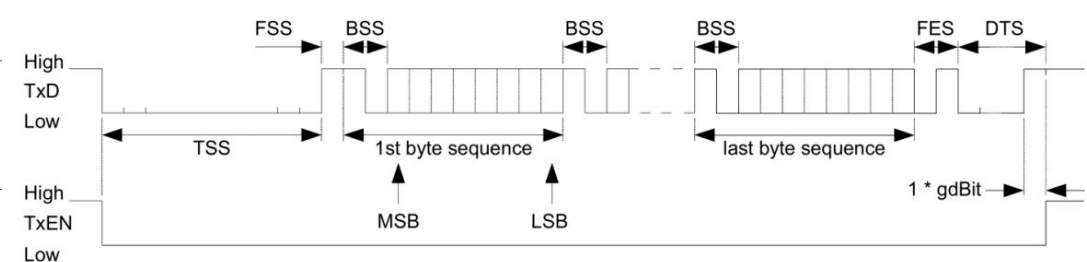 FSS BSS BSS BSS FES DTS
High
TxD
Low
TSS 1st byte sequence last byte sequence
High 1 * gdBit
TxEN MSB LSB
Low